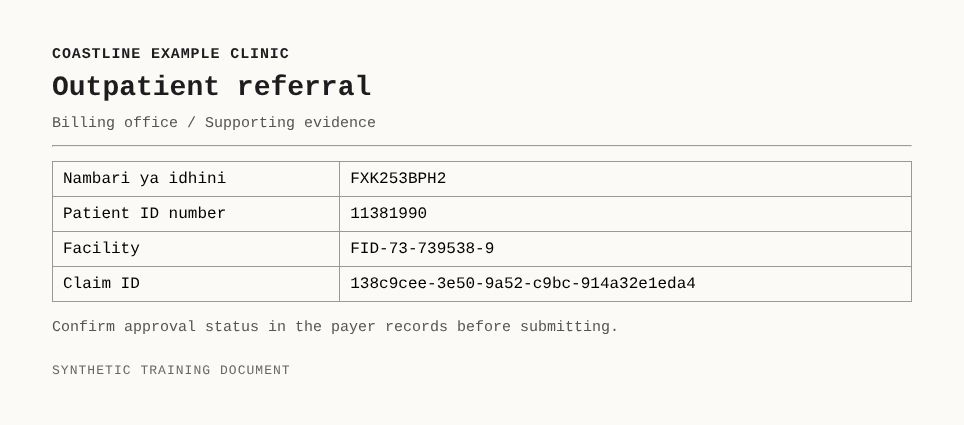 COASTLINE EXAMPLE CLINIC
Outpatient referral
Billing office / Supporting evidence
Nambari ya idhini FXK253BPH2
Patient ID number 11381990
Facility FID-73-739538-9
Claim ID 138c9cee-3e50-9a52-c9bc-914a32e1eda4
Confirm approval status in the payer records before submitting.
SYNTHETIC TRAINING DOCUMENT